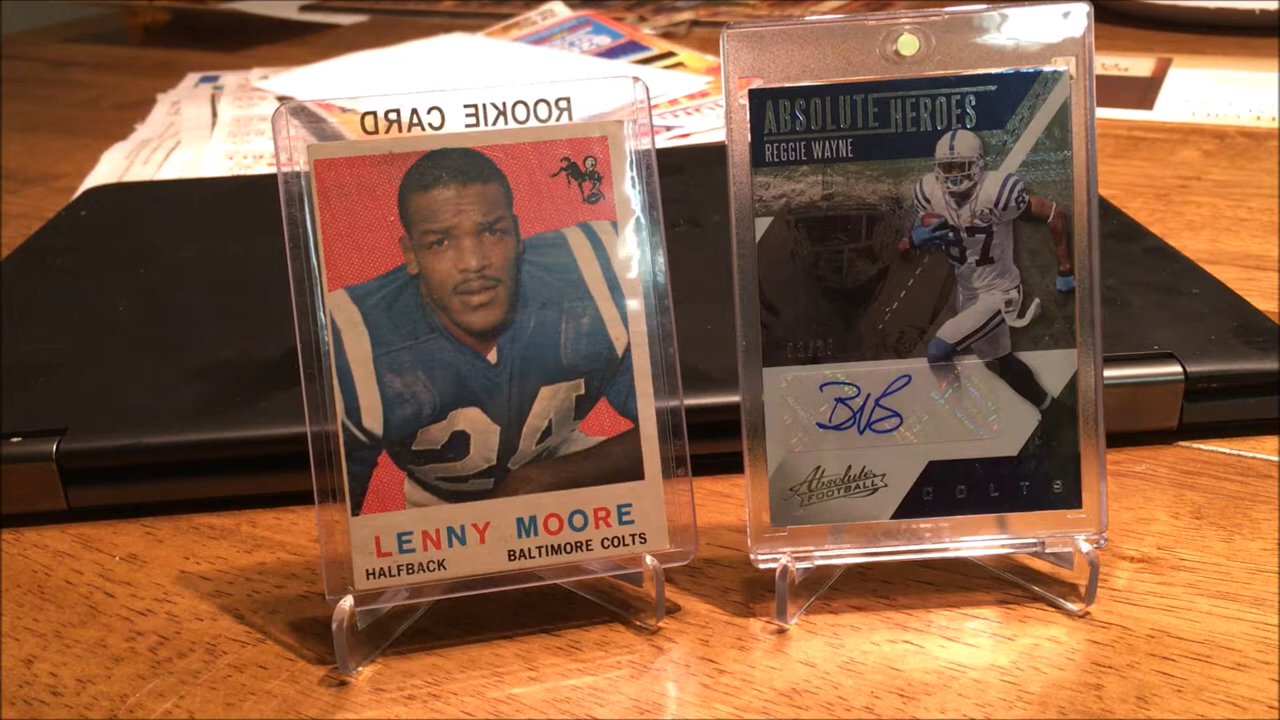 ROOKIE CARD
24
LENNY MOORE
HALFBACK
BALTIMORE COLTS
ABSOLUTE HEROES
REGGIE WAYNE
87
Absolute
FOOTBALL
COLTS